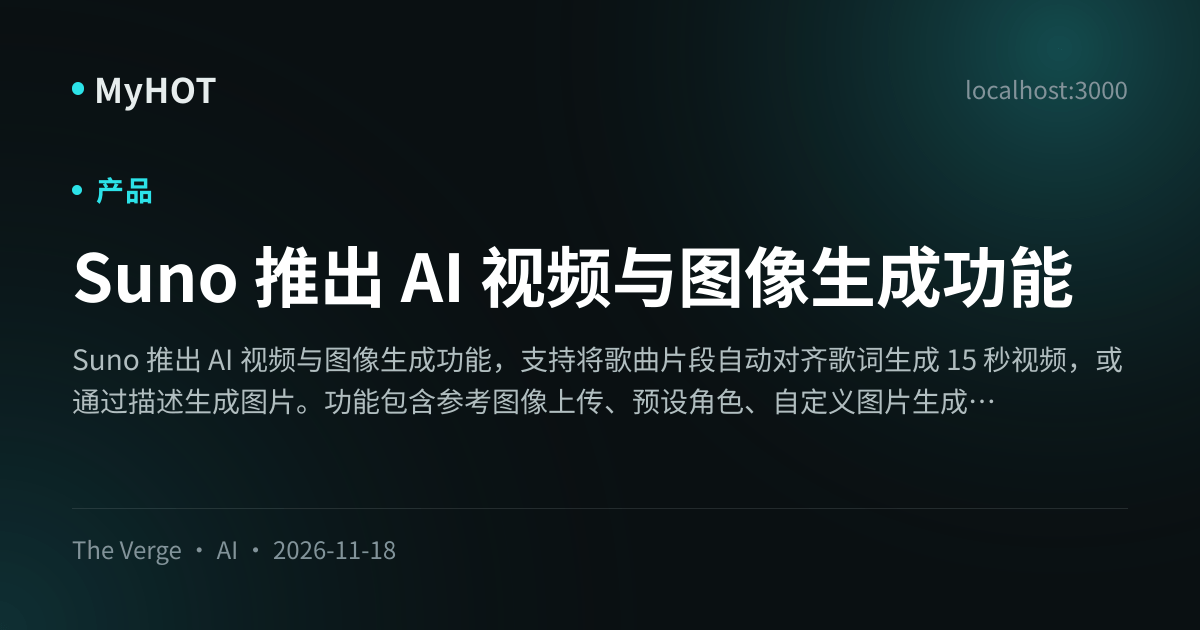 MyHOT
localhost:3000
产品
Suno 推出 AI 视频与图像生成功能
Suno 推出 AI 视频与图像生成功能，支持将歌曲片段自动对齐歌词生成 15 秒视频，或
通过描述生成图片。功能包含参考图像上传、预设角色、自定义图片生成…
The Verge · AI · 2026-11-18